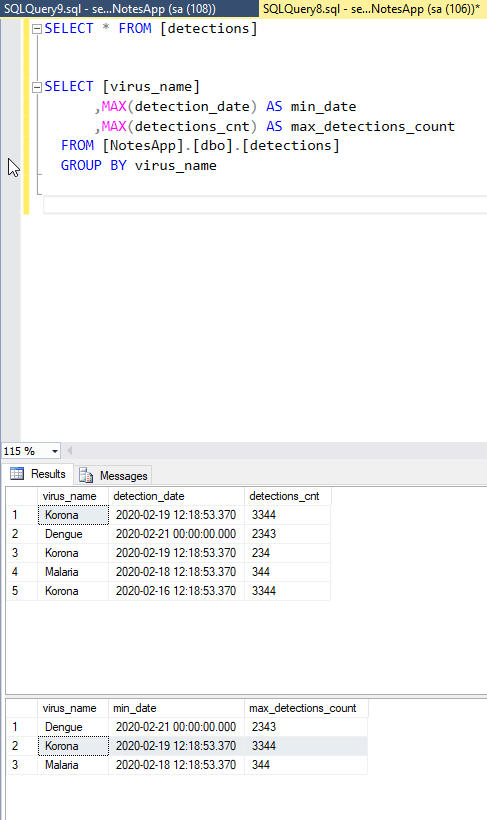 SQLQuery9.sql - se...NotesApp (sa (108)) SQLQuery8.sql - se...NotesApp (sa (106))*
SELECT * FROM [detections]
SELECT [virus_name]
,MAX(detection_date) AS min_date
,MAX(detections_cnt) AS max_detections_count
FROM [NotesApp].[dbo].[detections]
GROUP BY virus_name
115 %
Results Messages
virus_name detection_date detections_cnt
1 Korona 2020-02-19 12:18:53.370 3344
2 Dengue 2020-02-21 00:00:00.000 2343
3 Korona 2020-02-19 12:18:53.370 234
4 Malaria 2020-02-18 12:18:53.370 344
5 Korona 2020-02-16 12:18:53.370 3344
virus_name min_date max_detections_count
1 Dengue 2020-02-21 00:00:00.000 2343
2 Korona 2020-02-19 12:18:53.370 3344
3 Malaria 2020-02-18 12:18:53.370 344